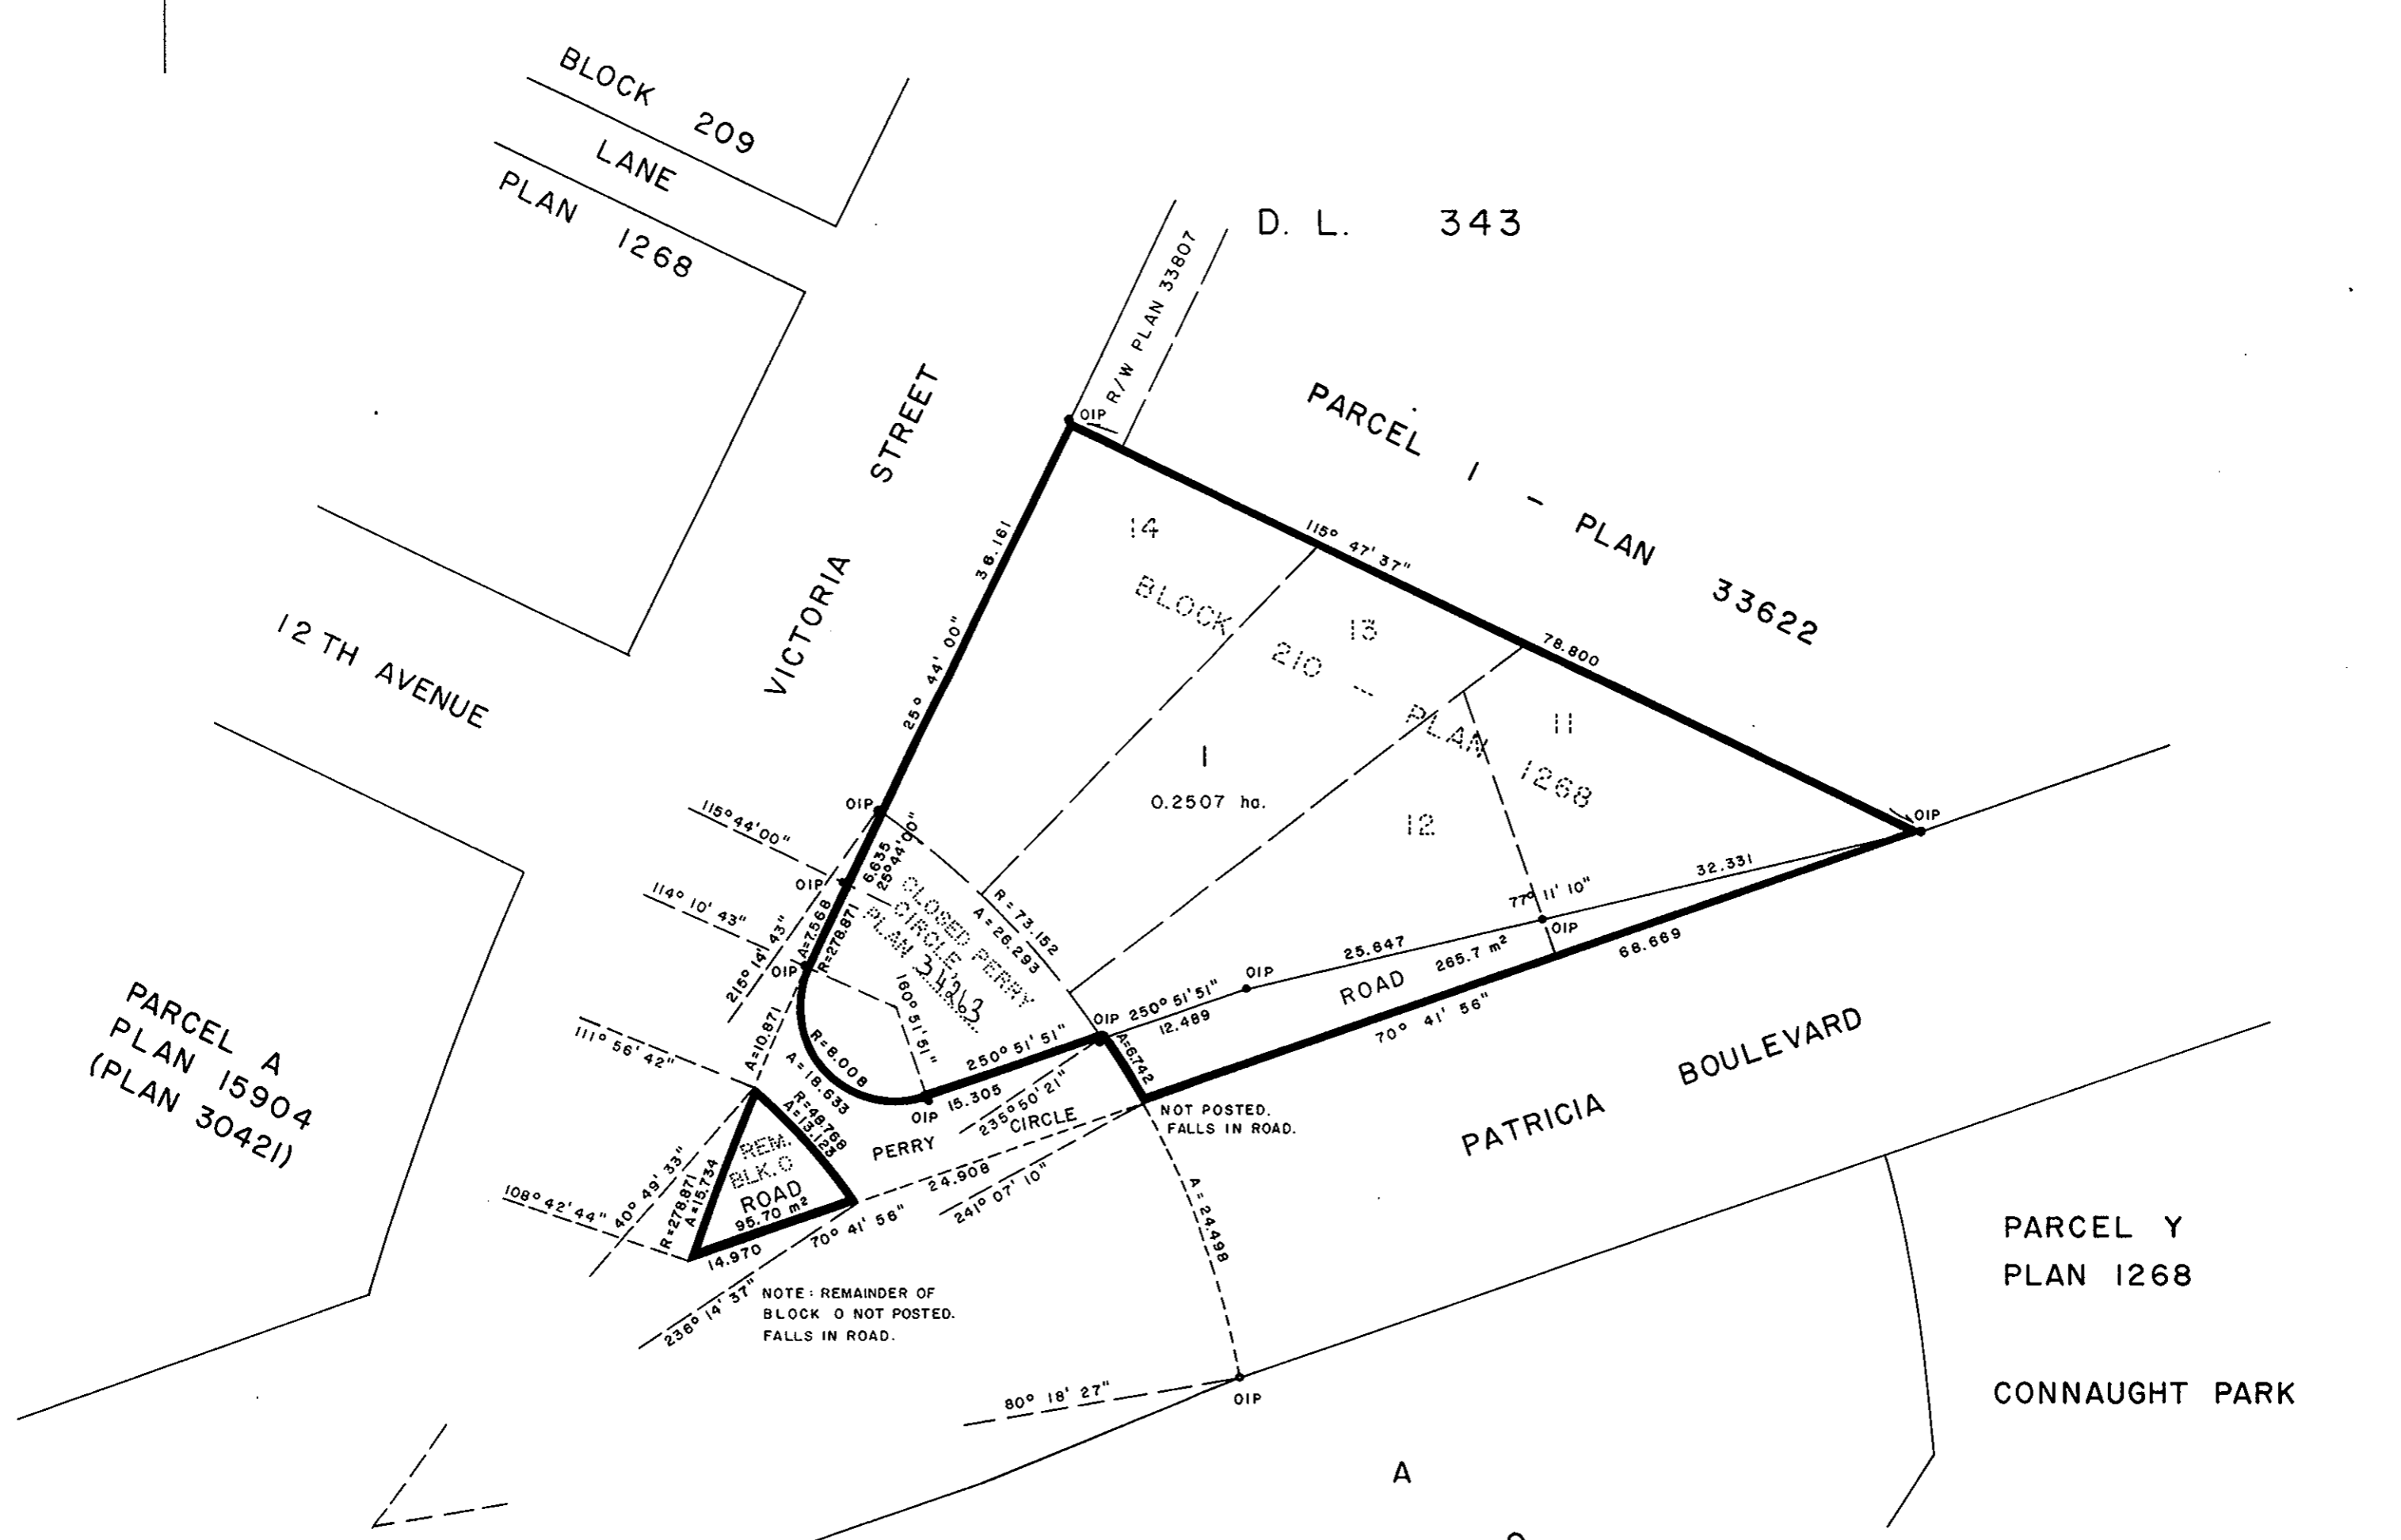 BLOCK 209
LANE
PLAN 1268
D. L. 343
R/W PLAN 33807
OIP
PARCEL 1 - PLAN 33622
VICTORIA STREET
12 TH AVENUE
14
115° 47' 37"
78.800
BLOCK 210 - PLAN 1268
13
11
12
1
0.2507 ha.
25° 44' 00"
OIP
115°44'00"
6.635
25°44'00"
OIP
114° 10' 43"
A=7.568
R=278.871
215° 14' 43"
OIP
CLOSED PERRY
CIRCLE
PLAN 34263
R = 73.152
A = 26.293
160° 51' 51"
OIP
32.331
77° 11' 10"
OIP
25.647
265.7 m²
ROAD
68.669
OIP
OIP 250° 51' 51"
12.489
70° 41' 56"
PATRICIA BOULEVARD
A=6.742
250° 51' 51"
15.305
OIP
235° 50' 21"
PERRY CIRCLE
NOT POSTED.
FALLS IN ROAD.
R=8.008
A = 18.633
A=10.871
111° 56' 42"
R=48.768
A=13.123
REM.
BLK. O
ROAD
95.70 m²
R=278.871
A=15.734
40° 49' 33"
108° 42' 44"
14.970
70° 41' 56"
24.908
241° 07' 10"
A = 24.498
PARCEL A
PLAN 15904
(PLAN 30421)
NOTE: REMAINDER OF
BLOCK O NOT POSTED.
FALLS IN ROAD.
80° 18' 27"
OIP
PARCEL Y
PLAN 1268
CONNAUGHT PARK
A